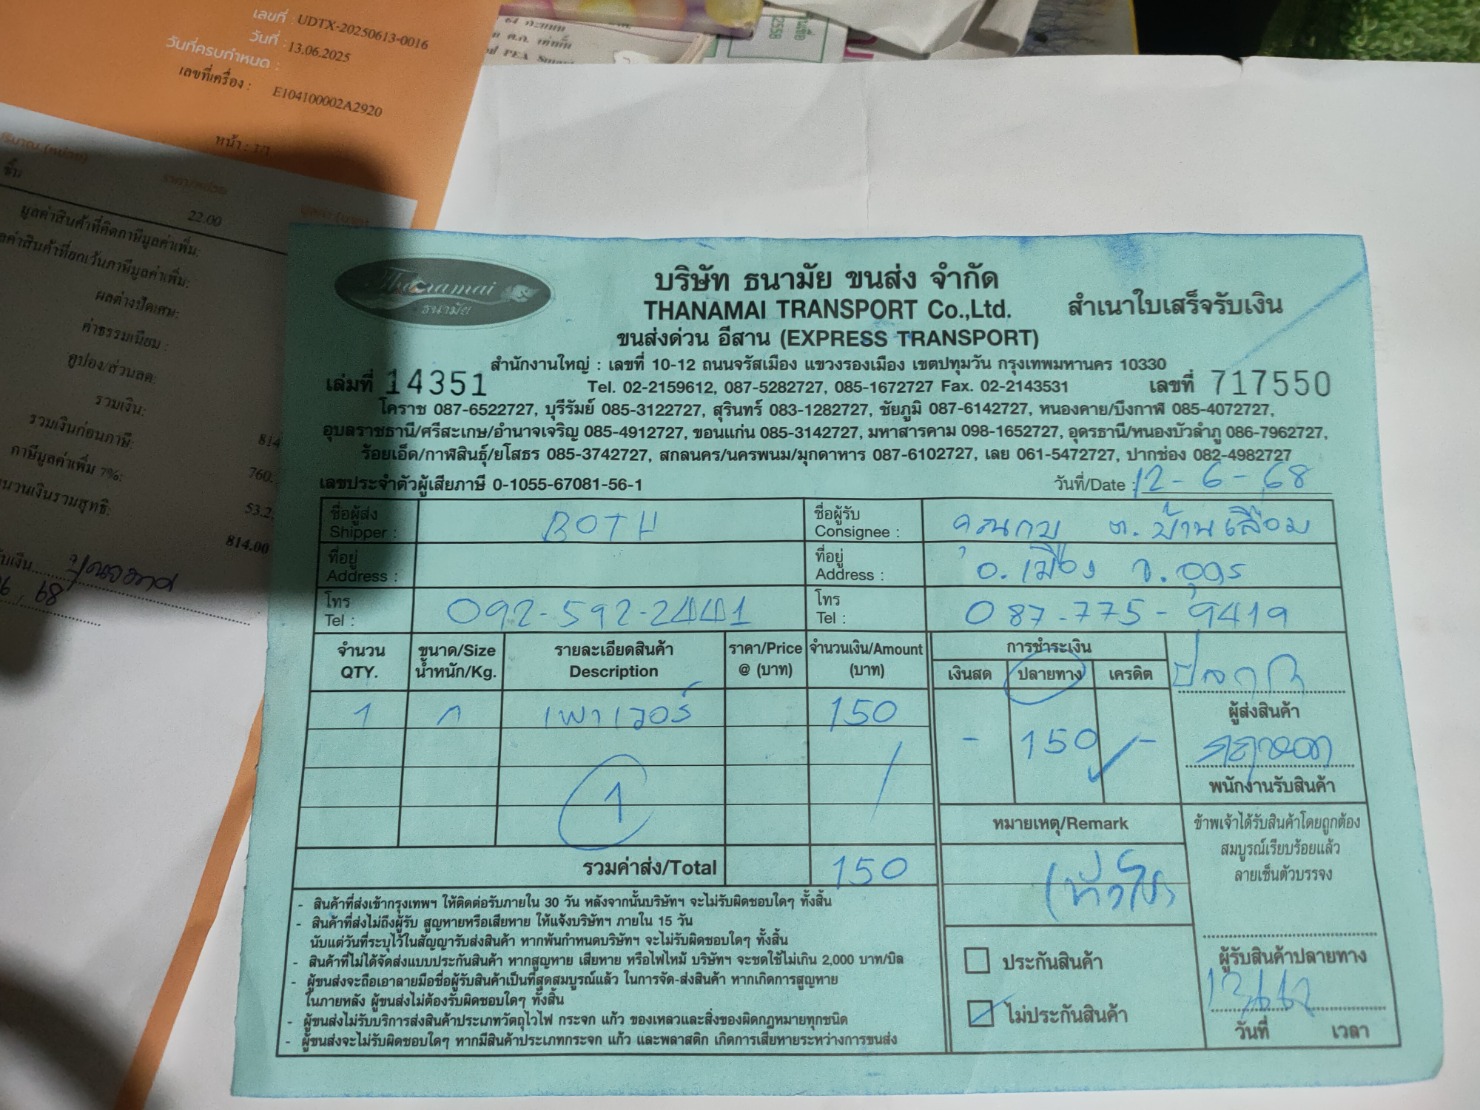 เลขที่ : UDTX-20250613-0016
วันที่ : 13.06.2025
วันที่ครบกำหนด :
เลขที่เครื่อง : E104100002A2920
หน้า : 1/1
22.00
มูลค่าสินค้าที่คิดภาษีมูลค่าเพิ่ม:
ค่าสินค้าที่ยกเว้นภาษีมูลค่าเพิ่ม:
ผลต่างปัดเศษ:
ค่าธรรมเนียม :
คูปอง/ส่วนลด:
รวมเงิน:
รวมเงินก่อนภาษี: 814
ภาษีมูลค่าเพิ่ม 7%: 760.
นวนเงินรวมสุทธิ: 53.2
814.00
68
Thanamai
ธนามัย
บริษัท ธนามัย ขนส่ง จำกัด
THANAMAI TRANSPORT Co.,Ltd. สำเนาใบเสร็จรับเงิน
ขนส่งด่วน อีสาน (EXPRESS TRANSPORT)
สำนักงานใหญ่ : เลขที่ 10-12 ถนนจรัสเมือง แขวงรองเมือง เขตปทุมวัน กรุงเทพมหานคร 10330
เล่มที่ 14351 Tel. 02-2159612, 087-5282727, 085-1672727 Fax. 02-2143531 เลขที่ 717550
โคราช 087-6522727, บุรีรัมย์ 085-3122727, สุรินทร์ 083-1282727, ชัยภูมิ 087-6142727, หนองคาย/บึงกาฬ 085-4072727,
อุบลราชธานี/ศรีสะเกษ/อำนาจเจริญ 085-4912727, ขอนแก่น 085-3142727, มหาสารคาม 098-1652727, อุดรธานี/หนองบัวลำภู 086-7962727,
ร้อยเอ็ด/กาฬสินธุ์/ยโสธร 085-3742727, สกลนคร/นครพนม/มุกดาหาร 087-6102727, เลย 061-5472727, ปากช่อง 082-4982727
เลขประจำตัวผู้เสียภาษี 0-1055-67081-56-1 วันที่/Date : 12-6-68
ชื่อผู้ส่ง Shipper : BOTH ชื่อผู้รับ Consignee : คุณกบ ต.บ้านเลื่อม
ที่อยู่ Address : ที่อยู่ Address : อ.เมือง จ.อุดร
โทร Tel : 092-592-2441 โทร Tel : 087-775-9419
จำนวน QTY. ขนาด/Size น้ำหนัก/Kg. รายละเอียดสินค้า Description ราคา/Price @ (บาท) จำนวนเงิน/Amount (บาท) การชำระเงิน
เงินสด ปลายทาง เครดิต
1 ก เพาเวอร์ 150
ผู้ส่งสินค้า
- 150 -
พนักงานรับสินค้า
1
หมายเหตุ/Remark
ข้าพเจ้าได้รับสินค้าโดยถูกต้อง
สมบูรณ์เรียบร้อยแล้ว
ลายเซ็นตัวบรรจง
รวมค่าส่ง/Total 150
- สินค้าที่ส่งเข้ากรุงเทพฯ ให้ติดต่อรับภายใน 30 วัน หลังจากนั้นบริษัทฯ จะไม่รับผิดชอบใดๆ ทั้งสิ้น
- สินค้าที่ส่งไม่ถึงผู้รับ สูญหายหรือเสียหาย ให้แจ้งบริษัทฯ ภายใน 15 วัน
นับแต่วันที่ระบุไว้ในสัญญารับส่งสินค้า หากพ้นกำหนดบริษัทฯ จะไม่รับผิดชอบใดๆ ทั้งสิ้น
- สินค้าที่ไม่ได้จัดส่งแบบประกันสินค้า หากสูญหาย เสียหาย หรือไฟไหม้ บริษัทฯ จะชดใช้ไม่เกิน 2,000 บาท/บิล
- ผู้ขนส่งจะถือเอาลายมือชื่อผู้รับสินค้าเป็นที่สุดสมบูรณ์แล้ว ในการจัด-ส่งสินค้า หากเกิดการสูญหาย
ในภายหลัง ผู้ขนส่งไม่ต้องรับผิดชอบใดๆ ทั้งสิ้น
- ผู้ขนส่งไม่รับบริการส่งสินค้าประเภทวัตถุไวไฟ กระจก แก้ว ของเหลวและสิ่งของผิดกฎหมายทุกชนิด
- ผู้ขนส่งจะไม่รับผิดชอบใดๆ หากมีสินค้าประเภทกระจก แก้ว และพลาสติก เกิดการเสียหายระหว่างการขนส่ง
ประกันสินค้า
ไม่ประกันสินค้า
ผู้รับสินค้าปลายทาง
วันที่ เวลา